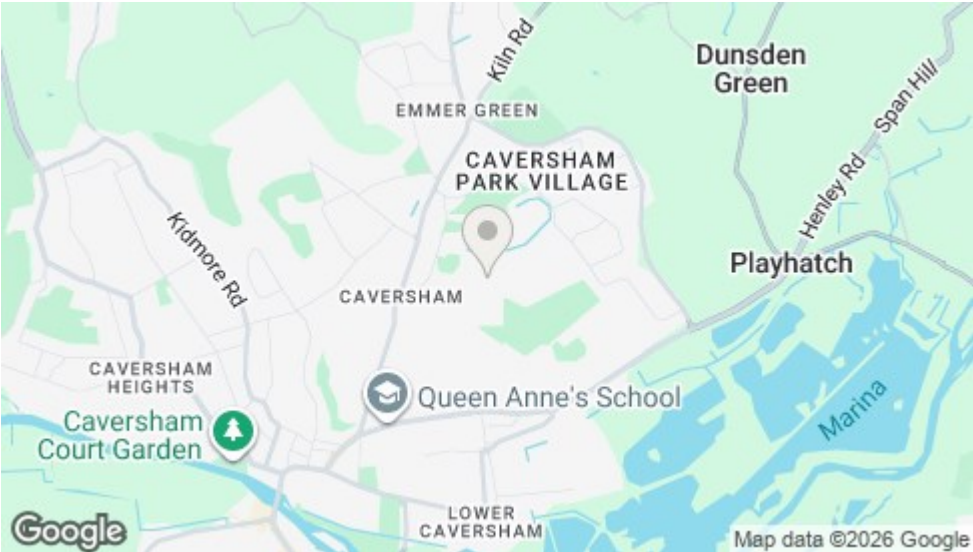 Kiln Rd
Dunsden
Green
Span Hill
EMMER GREEN
CAVERSHAM
PARK VILLAGE
Henley Rd
Kidmore Rd
Playhatch
CAVERSHAM
CAVERSHAM
HEIGHTS
Queen Anne's School
Marina
Caversham
Court Garden
LOWER
CAVERSHAM
Google
Map data ©2026 Google